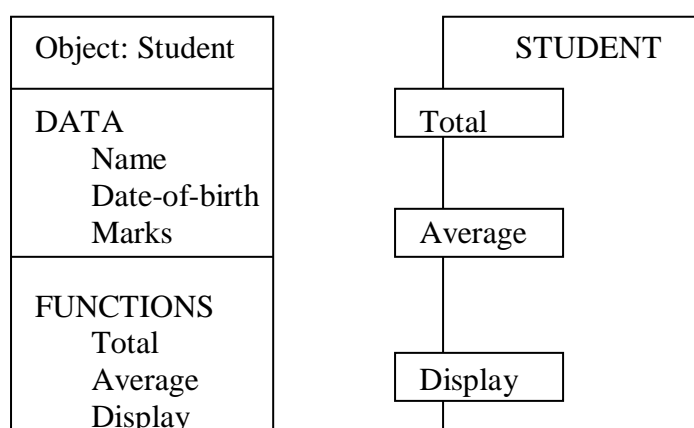 Object: Student
DATA
Name
Date-of-birth
Marks
FUNCTIONS
Total
Average
Display
STUDENT
Total
Average
Display